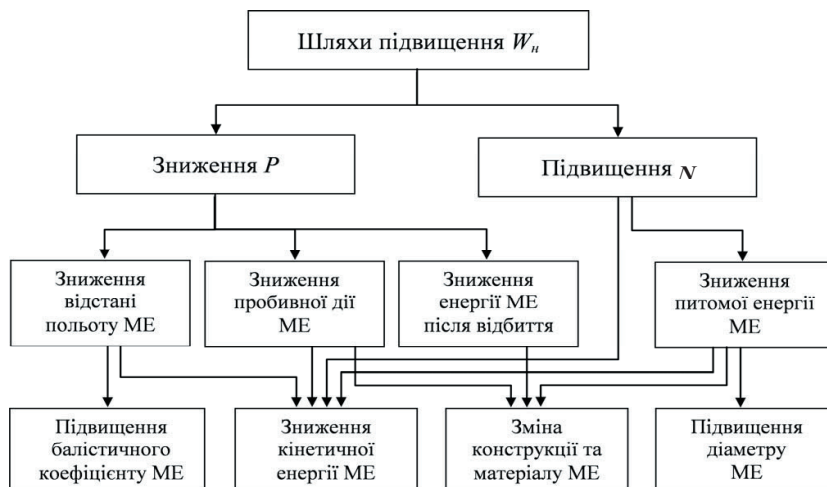 Шляхи підвищення Wн
Зниження P
Підвищення N
Зниження
відстані
польоту МЕ
Зниження
пробивної дії
МЕ
Зниження
енергії МЕ
після відбиття
Зниження
питомої енергії
МЕ
Підвищення
балістичного
коефіцієнту МЕ
Зниження
кінетичної
енергії МЕ
Зміна
конструкції та
матеріалу МЕ
Підвищення
діаметру
МЕ